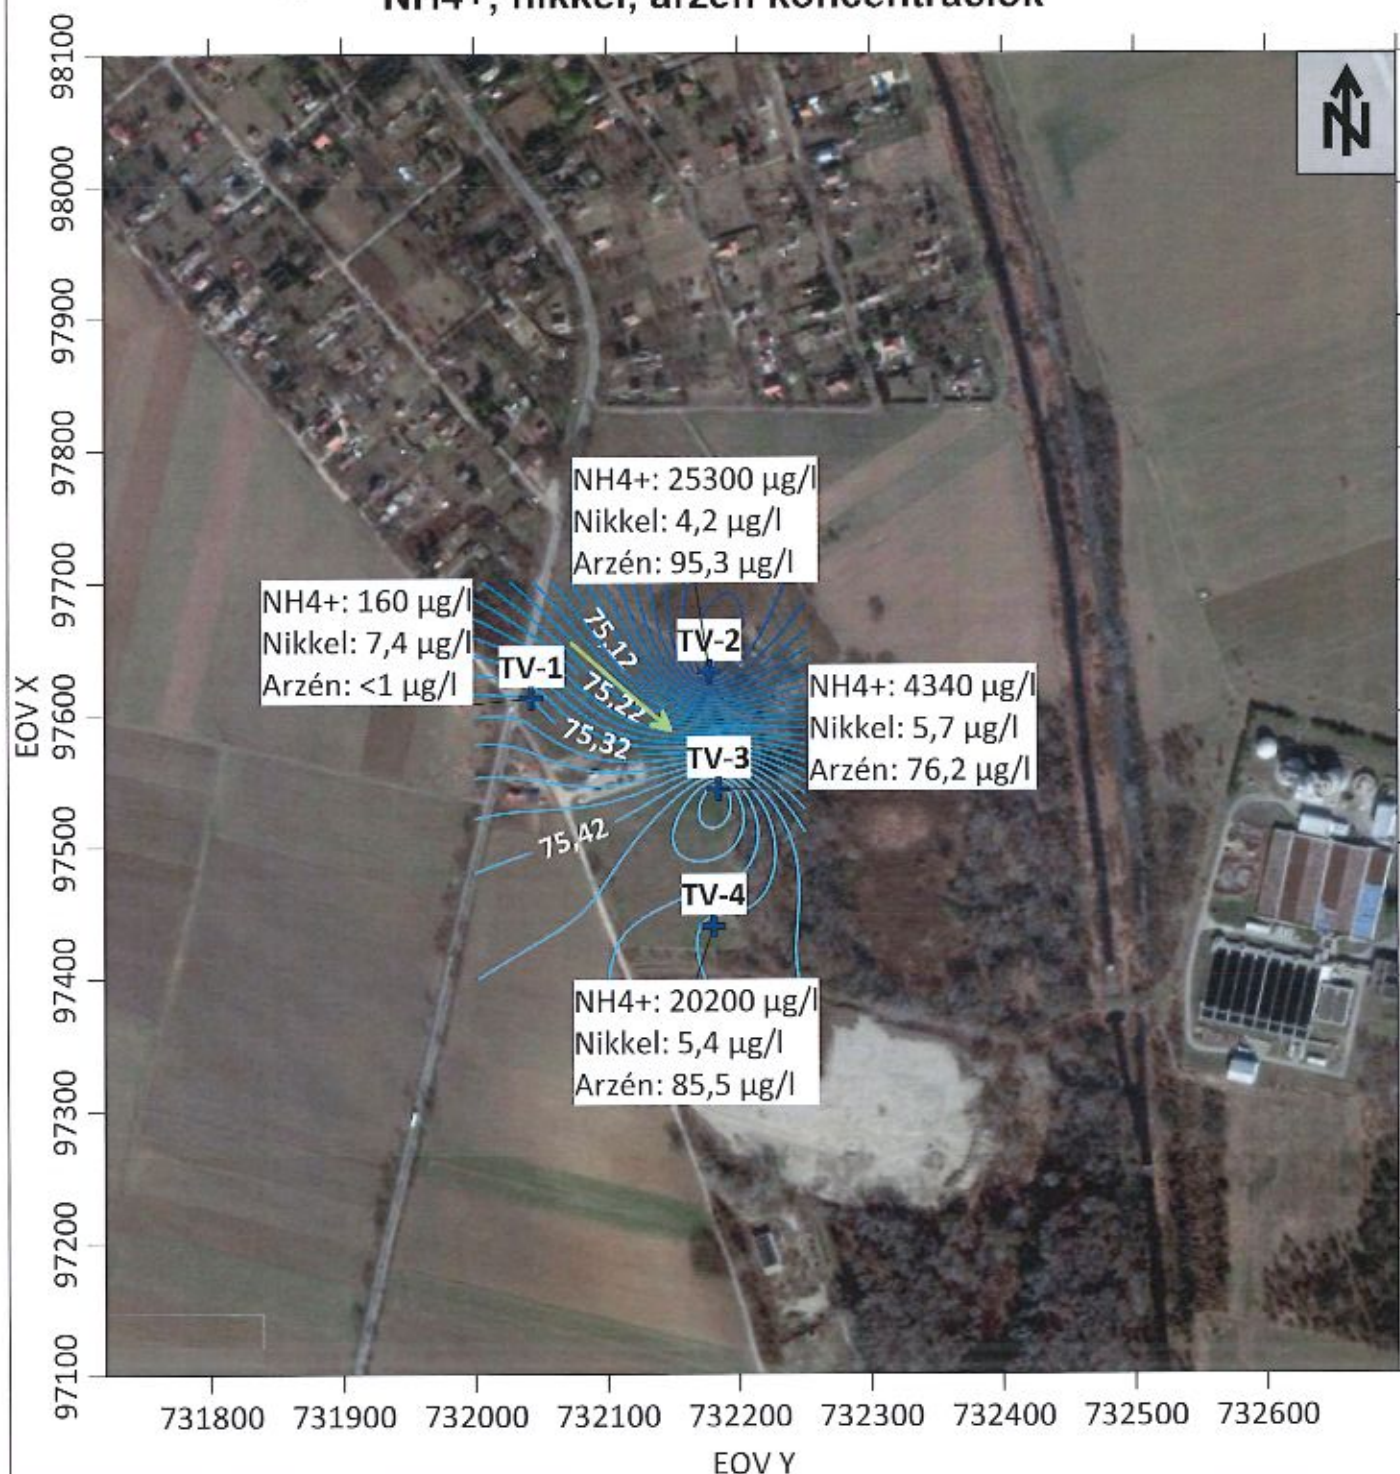 NH4+, nikkel, arzén koncentrációk
N
98100
98000
97900
97800
97700
97600
97500
97400
97300
97200
97100
EOV X
NH4+: 25300 µg/l
Nikkel: 4,2 µg/l
Arzén: 95,3 µg/l
NH4+: 160 µg/l
Nikkel: 7,4 µg/l
Arzén: <1 µg/l
TV-1
TV-2
75,12
75,22
75,32
75,42
NH4+: 4340 µg/l
Nikkel: 5,7 µg/l
Arzén: 76,2 µg/l
TV-3
TV-4
NH4+: 20200 µg/l
Nikkel: 5,4 µg/l
Arzén: 85,5 µg/l
731800 731900 732000 732100 732200 732300 732400 732500 732600
EOV Y